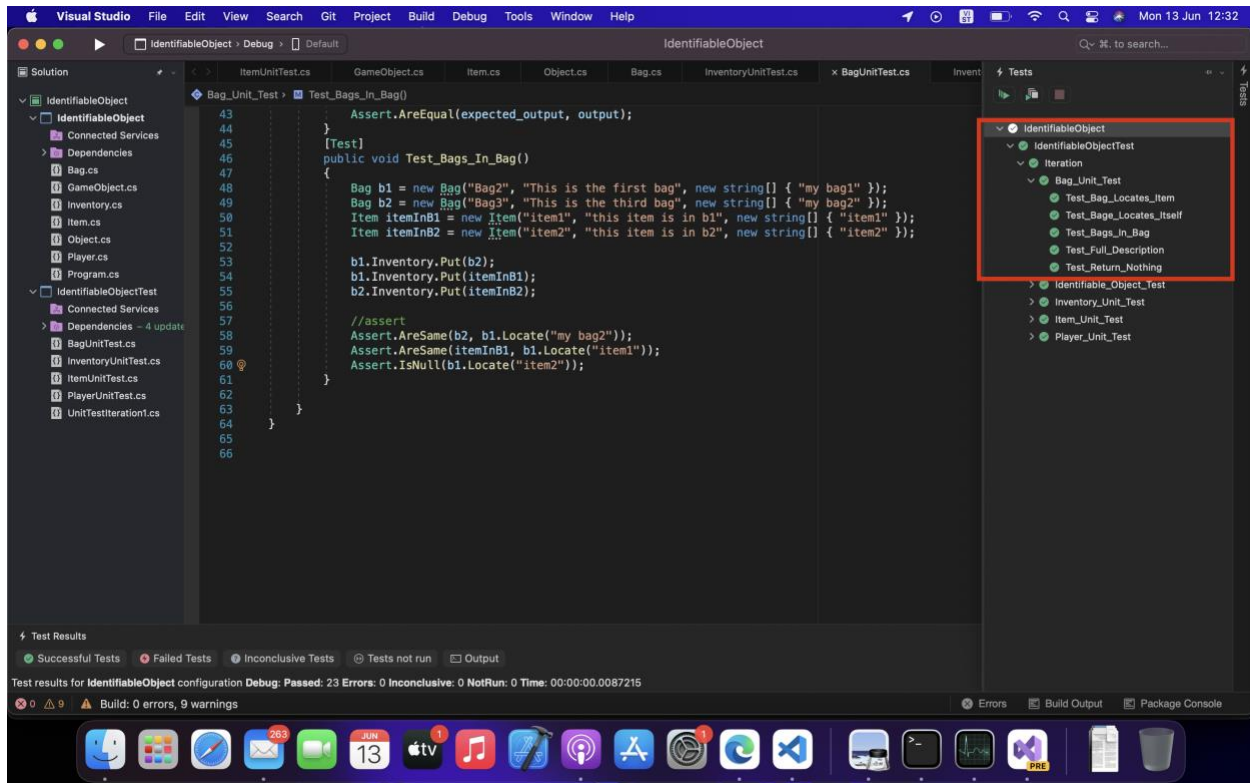 Visual Studio File Edit View Search Git Project Build Debug Tools Window Help VI ST Mon 13 Jun 12:32
IdentifiableObject › Debug › Default IdentifiableObject ⌘. to search...
Solution
IdentifiableObject
IdentifiableObject
Connected Services
Dependencies
Bag.cs
GameObject.cs
Inventory.cs
Item.cs
Object.cs
Player.cs
Program.cs
IdentifiableObjectTest
Connected Services
Dependencies – 4 update
BagUnitTest.cs
InventoryUnitTest.cs
ItemUnitTest.cs
PlayerUnitTest.cs
UnitTestIteration1.cs
ItemUnitTest.cs GameObject.cs Item.cs Object.cs Bag.cs InventoryUnitTest.cs × BagUnitTest.cs Invent
Bag_Unit_Test › M Test_Bags_In_Bag()
43 Assert.AreEqual(expected_output, output);
44 }
45 [Test]
46 public void Test_Bags_In_Bag()
47 {
48 Bag b1 = new Bag("Bag2", "This is the first bag", new string[] { "my bag1" });
49 Bag b2 = new Bag("Bag3", "This is the third bag", new string[] { "my bag2" });
50 Item itemInB1 = new Item("item1", "this item is in b1", new string[] { "item1" });
51 Item itemInB2 = new Item("item2", "this item is in b2", new string[] { "item2" });
52
53 b1.Inventory.Put(b2);
54 b1.Inventory.Put(itemInB1);
55 b2.Inventory.Put(itemInB2);
56
57 //assert
58 Assert.AreSame(b2, b1.Locate("my bag2"));
59 Assert.AreSame(itemInB1, b1.Locate("item1"));
60 Assert.IsNull(b1.Locate("item2"));
61 }
62
63 }
64 }
65
66
Tests
IdentifiableObject
IdentifiableObjectTest
Iteration
Bag_Unit_Test
Test_Bag_Locates_Item
Test_Bage_Locates_Itself
Test_Bags_In_Bag
Test_Full_Description
Test_Return_Nothing
Identifiable_Object_Test
Inventory_Unit_Test
Item_Unit_Test
Player_Unit_Test
Tests
Test Results
Successful Tests Failed Tests Inconclusive Tests Tests not run Output
Test results for IdentifiableObject configuration Debug: Passed: 23 Errors: 0 Inconclusive: 0 NotRun: 0 Time: 00:00:00.0087215
0 9 Build: 0 errors, 9 warnings Errors Build Output Package Console
263 JUN 13 tv 1 1 PRE